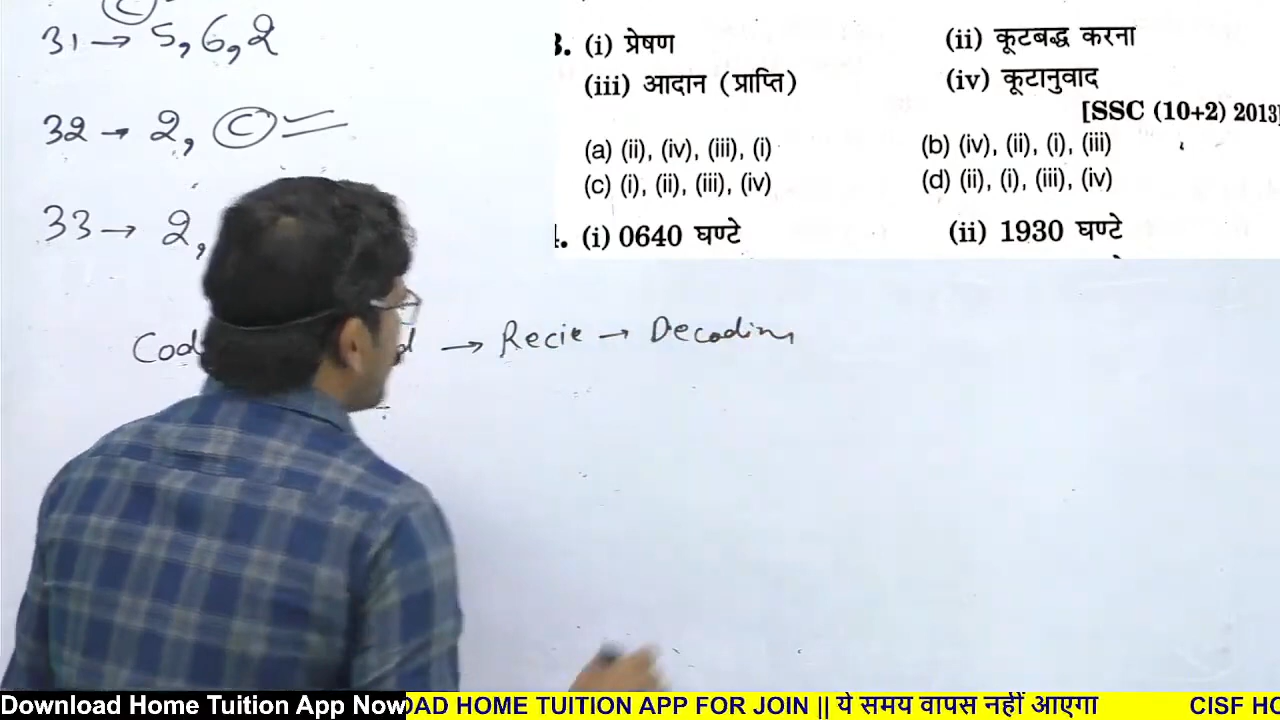 31 → 5, 6, 2
32 → 2, C
33 → 2,
Cod → Recie → Decoding
3. (i) प्रेषण (ii) कूटबद्ध करना
(iii) आदान (प्राप्ति) (iv) कूटानुवाद
[SSC (10+2) 2013]
(a) (ii), (iv), (iii), (i) (b) (iv), (ii), (i), (iii)
(c) (i), (ii), (iii), (iv) (d) (ii), (i), (iii), (iv)
(i) 0640 घण्टे (ii) 1930 घण्टे
Download Home Tuition App Now OAD HOME TUITION APP FOR JOIN || ये समय वापस नहीं आएगा CISF HO